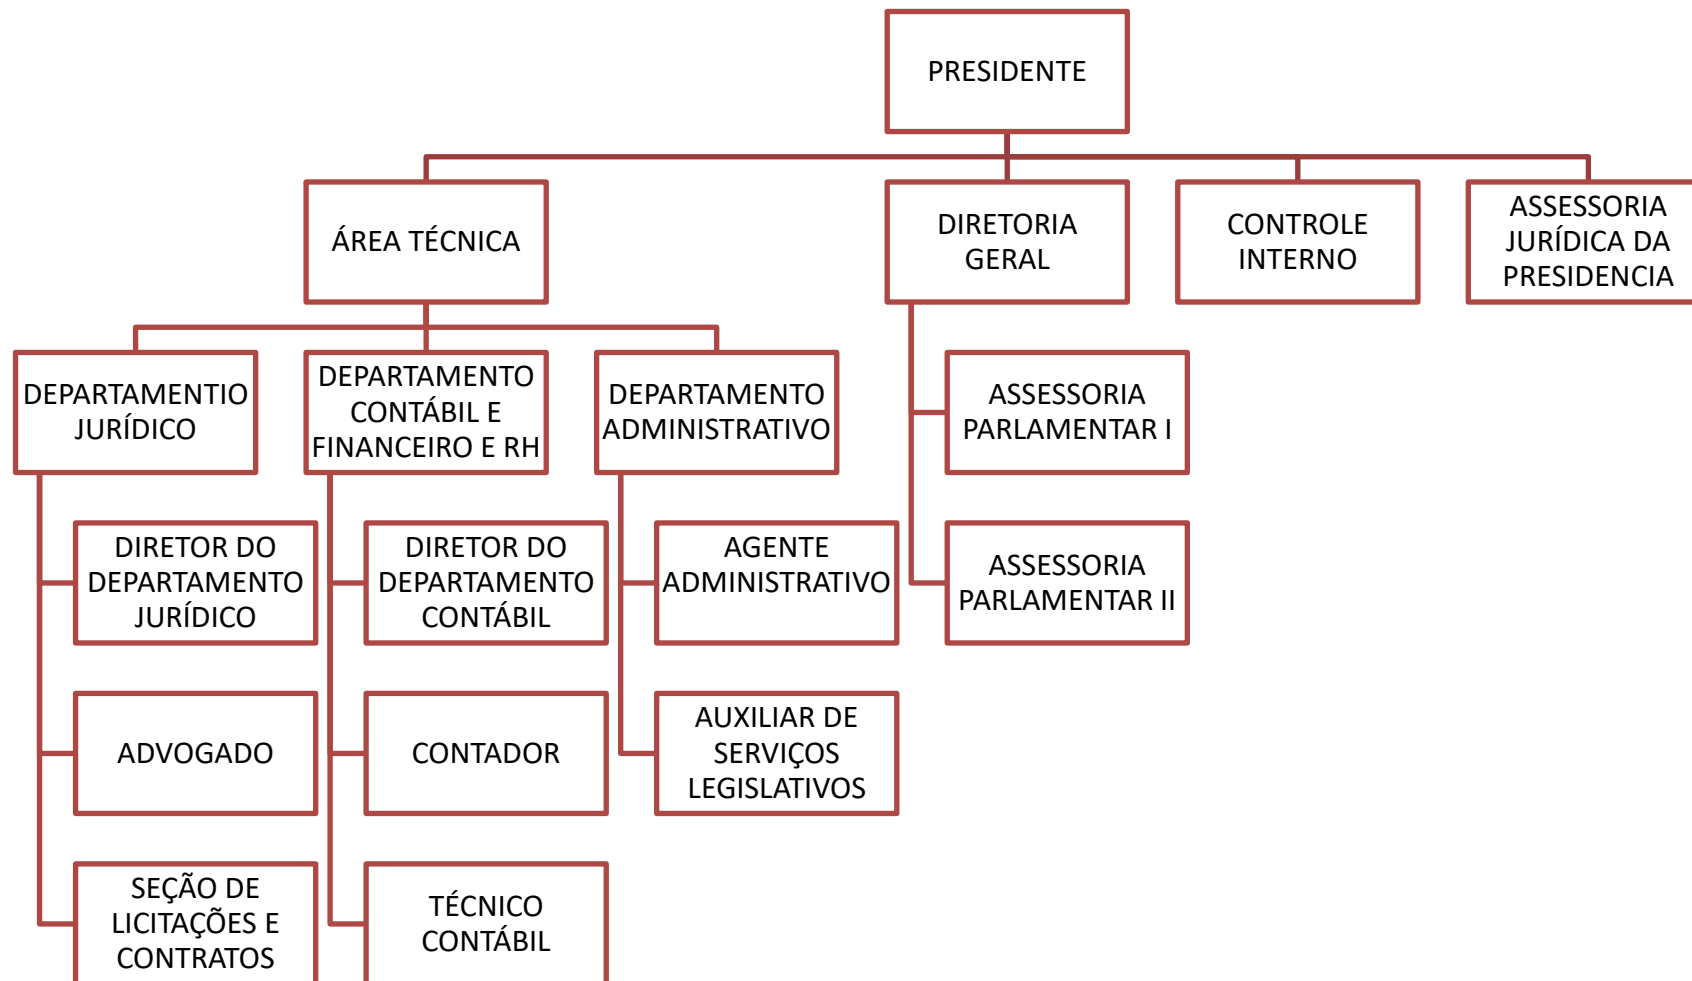 PRESIDENTE
ÁREA TÉCNICA
DIRETORIA
GERAL
CONTROLE
INTERNO
ASSESSORIA
JURÍDICA DA
PRESIDENCIA
DEPARTAMENTIO
JURÍDICO
DEPARTAMENTO
CONTÁBIL E
FINANCEIRO E RH
DEPARTAMENTO
ADMINISTRATIVO
ASSESSORIA
PARLAMENTAR I
DIRETOR DO
DEPARTAMENTO
JURÍDICO
DIRETOR DO
DEPARTAMENTO
CONTÁBIL
AGENTE
ADMINISTRATIVO
ASSESSORIA
PARLAMENTAR II
ADVOGADO
CONTADOR
AUXILIAR DE
SERVIÇOS
LEGISLATIVOS
SEÇÃO DE
LICITAÇÕES E
CONTRATOS
TÉCNICO
CONTÁBIL